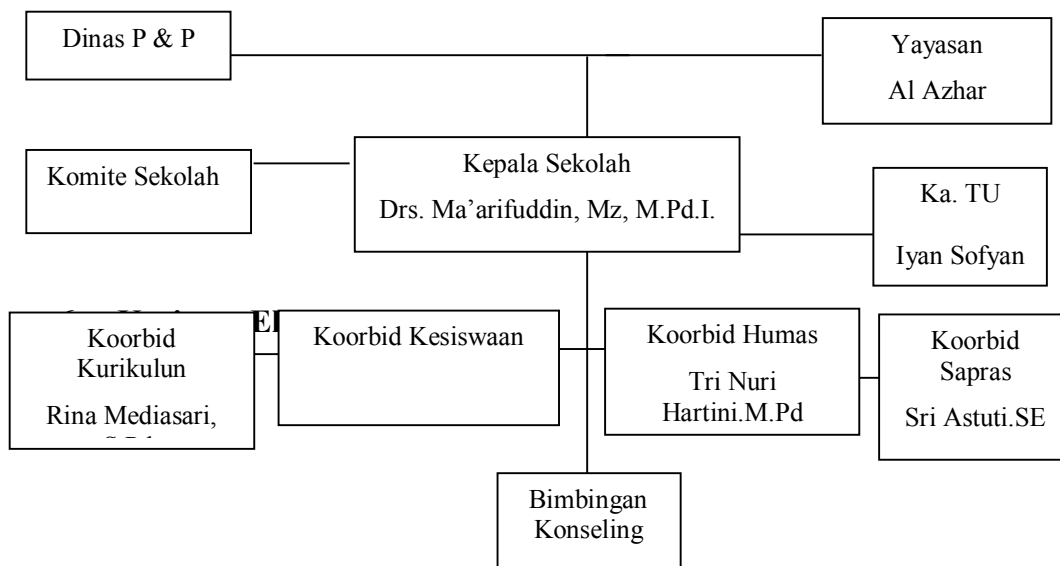 Dinas P & P
Yayasan
Al Azhar
Komite Sekolah
Kepala Sekolah
Drs. Ma’arifuddin, Mz, M.Pd.I.
Ka. TU
Iyan Sofyan
Koorbid
Kurikulun
Rina Mediasari,
Koorbid Kesiswaan
Koorbid Humas
Tri Nuri
Hartini.M.Pd
Koorbid
Sapras
Sri Astuti.SE
Bimbingan
Konseling